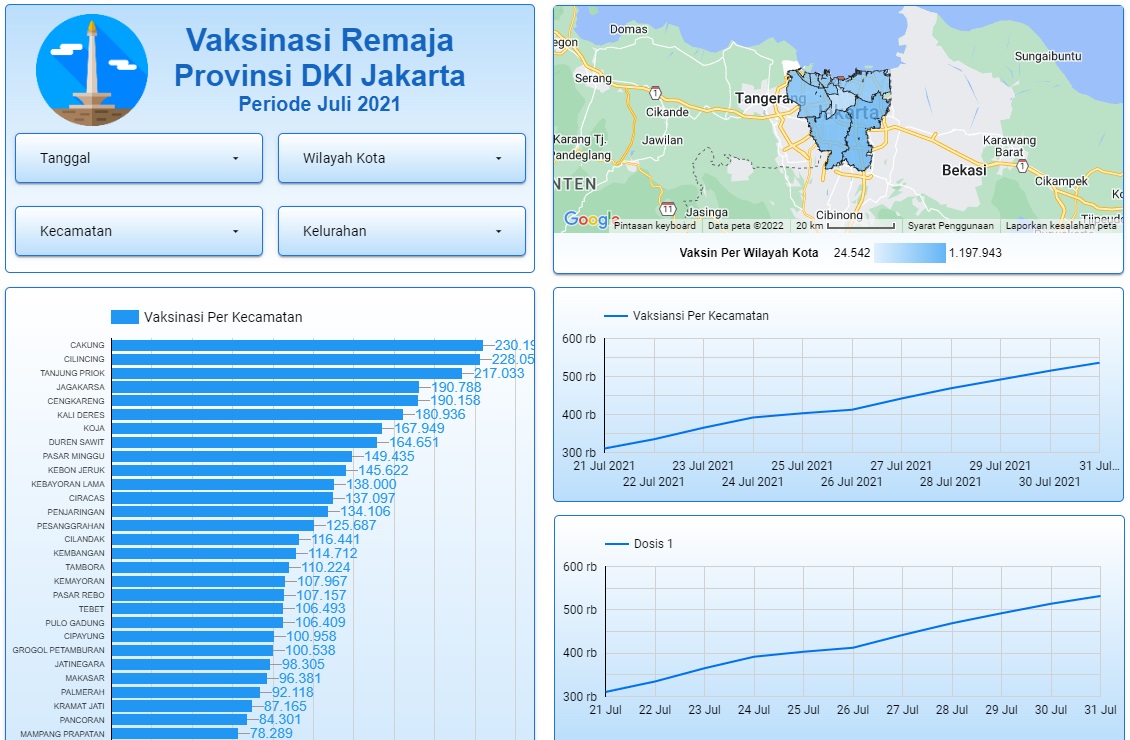 Vaksinasi Remaja
Provinsi DKI Jakarta
Periode Juli 2021
Tanggal
Wilayah Kota
Kecamatan
Kelurahan
Domas
Sungaibuntu
Serang
Tangerang
Cikande
Jakarta
Karang Tj.
Jawilan
Karawang
Barat
Pandeglang
Bekasi
Cikampek
NTEN
11
1
1
Jasinga
Cibinong
Google
Pintasan keyboard
Data peta ©2022
20 km
Syarat Penggunaan
Laporkan kesalahan peta
Vaksin Per Wilayah Kota 24.542 1.197.943
Vaksinasi Per Kecamatan
CAKUNG 230.19
CILINCING 228.05
TANJUNG PRIOK 217.033
JAGAKARSA 190.788
CENGKARENG 190.158
KALI DERES 180.936
KOJA 167.949
DUREN SAWIT 164.651
PASAR MINGGU 149.435
KEBON JERUK 145.622
KEBAYORAN LAMA 138.000
CIRACAS 137.097
PENJARINGAN 134.106
PESANGGRAHAN 125.687
CILANDAK 116.441
KEMBANGAN 114.712
TAMBORA 110.224
KEMAYORAN 107.967
PASAR REBO 107.157
TEBET 106.493
PULO GADUNG 106.409
CIPAYUNG 100.958
GROGOL PETAMBURAN 100.538
JATINEGARA 98.305
MAKASAR 96.381
PALMERAH 92.118
KRAMAT JATI 87.165
PANCORAN 84.301
MAMPANG PRAPATAN 78.289
Vaksiansi Per Kecamatan
600 rb
500 rb
400 rb
300 rb
21 Jul 2021 23 Jul 2021 25 Jul 2021 27 Jul 2021 29 Jul 2021 31 Jul...
22 Jul 2021 24 Jul 2021 26 Jul 2021 28 Jul 2021 30 Jul 2021
Dosis 1
600 rb
500 rb
400 rb
300 rb
21 Jul 22 Jul 23 Jul 24 Jul 25 Jul 26 Jul 27 Jul 28 Jul 29 Jul 30 Jul 31 Jul